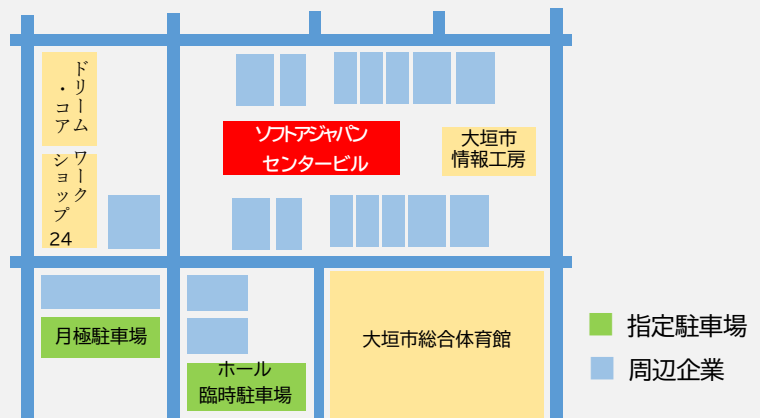 ドリーム
・コア
ワーク
ショップ
24
ソフトアジャパン
センタービル
大垣市
情報工房
月極駐車場
ホール
臨時駐車場
大垣市総合体育館
指定駐車場
周辺企業